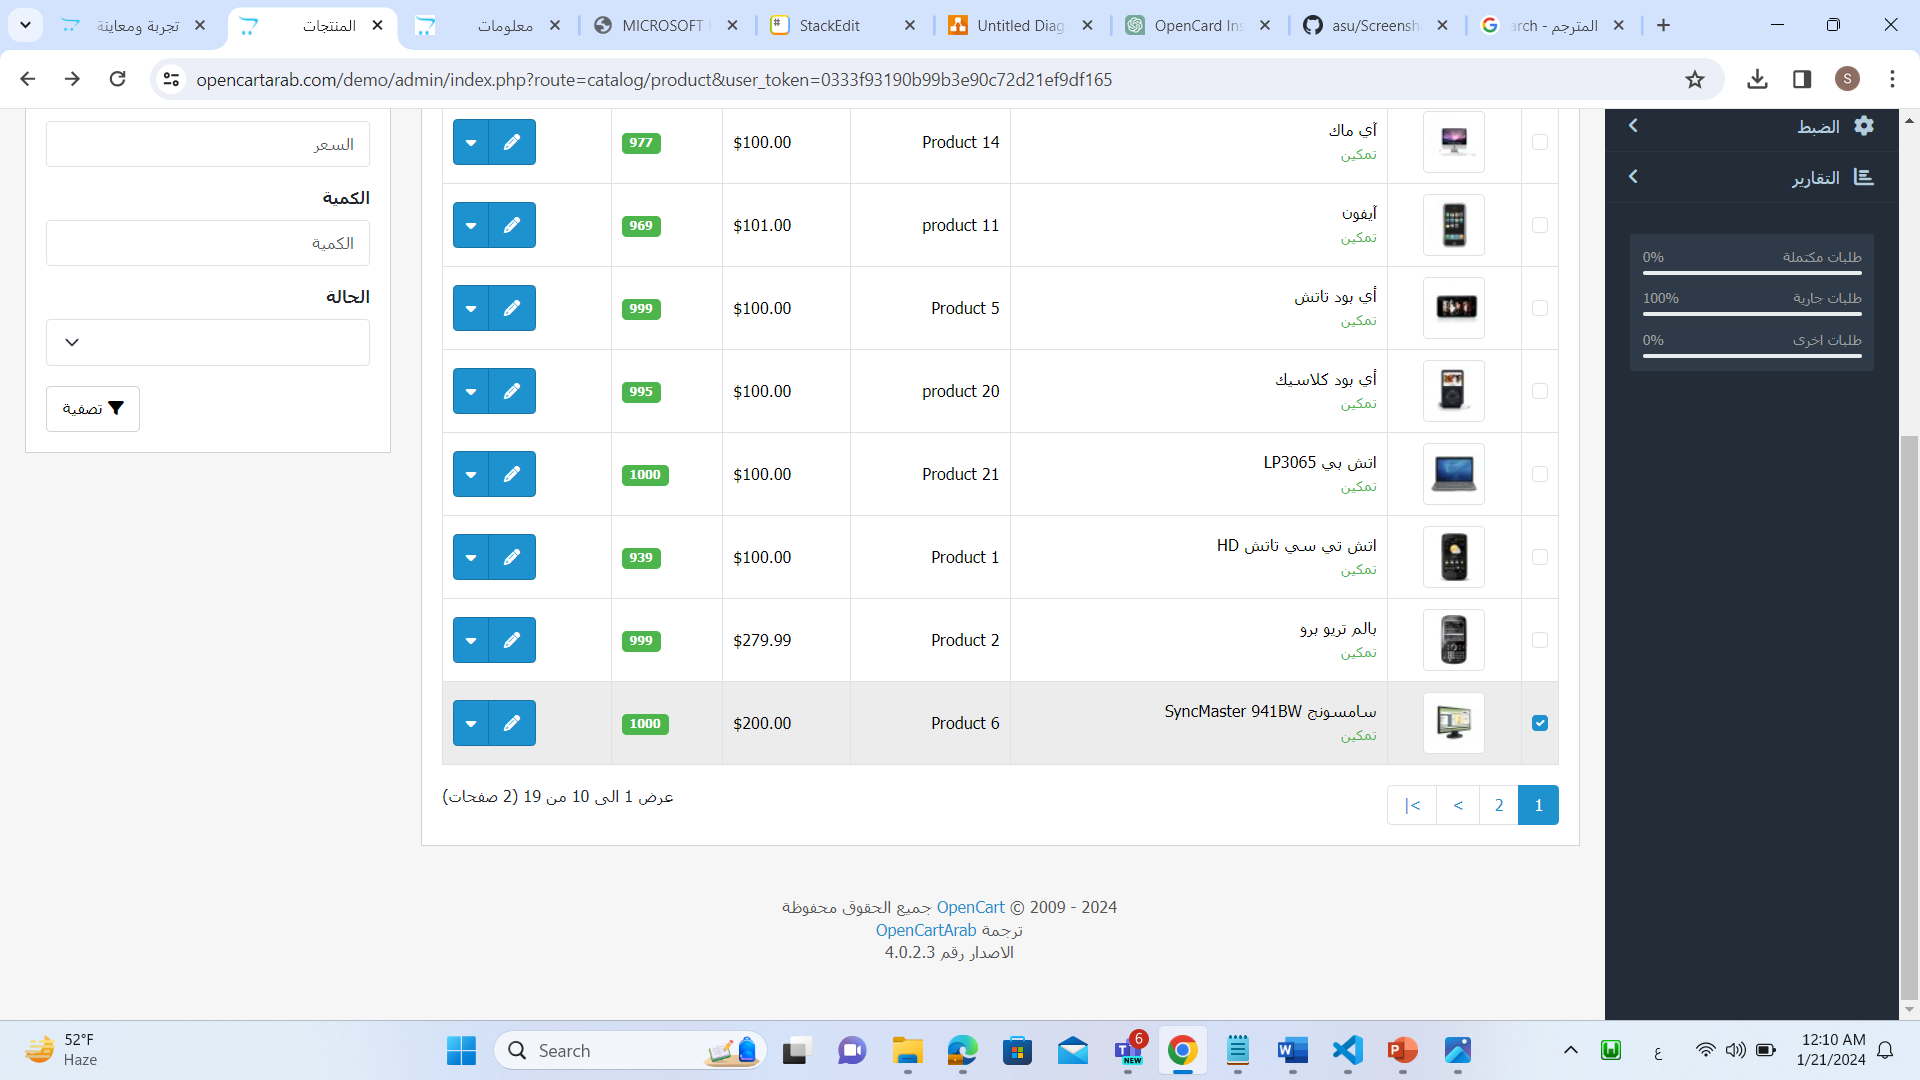 تجربة ومعاينة
المنتجات
معلومات
MICROSOFT
StackEdit
Untitled Diag
OpenCard Ins
asu/Screensh
المترجم - arch
opencartarab.com/demo/admin/index.php?route=catalog/product&user_token=0333f93190b99b3e90c72d21ef9df165
S
الضبط
التقارير
طلبات مكتملة 0%
طلبات جارية 100%
طلبات اخرى 0%
آي ماك
تمكين
Product 14
$100.00
977
آيفون
تمكين
product 11
$101.00
969
أي بود تاتش
تمكين
Product 5
$100.00
999
أي بود كلاسيك
تمكين
product 20
$100.00
995
اتش بي LP3065
تمكين
Product 21
$100.00
1000
اتش تي سي تاتش HD
تمكين
Product 1
$100.00
939
بالم تريو برو
تمكين
Product 2
$279.99
999
سامسونج SyncMaster 941BW
تمكين
Product 6
$200.00
1000
1 2 > >|
عرض 1 الى 10 من 19 (2 صفحات)
السعر
الكمية
الكمية
الحالة
تصفية
OpenCart © 2009 - 2024 جميع الحقوق محفوظة
ترجمة OpenCartArab
الاصدار رقم 4.0.2.3
52°F
Haze
Search
6
NEW
ع
12:10 AM
1/21/2024